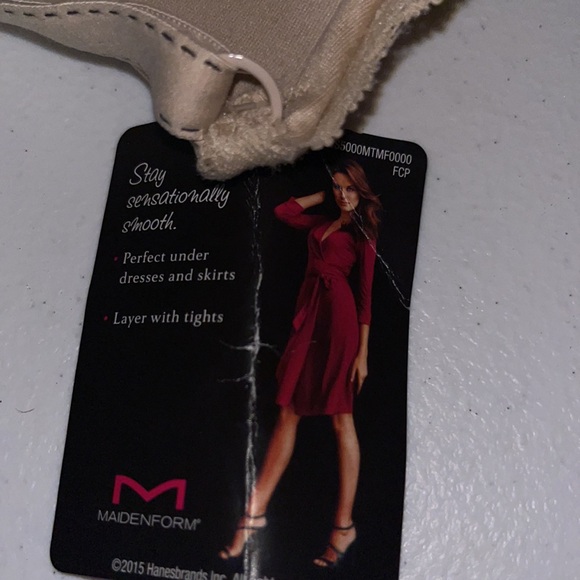 5000MTMF0000
FCP
Stay
sensationally
smooth.
• Perfect under
dresses and skirts
• Layer with tights
MAIDENFORM®
©2015 Hanesbrands Inc.